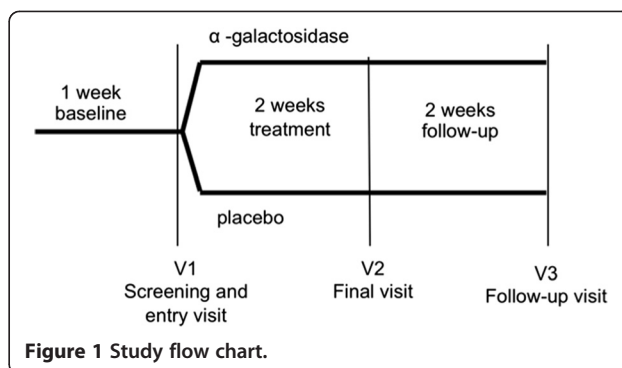 α -galactosidase
1 week
baseline
2 weeks
treatment
2 weeks
follow-up
placebo
V1
Screening and
entry visit
V2
Final visit
V3
Follow-up visit
Figure 1 Study flow chart.